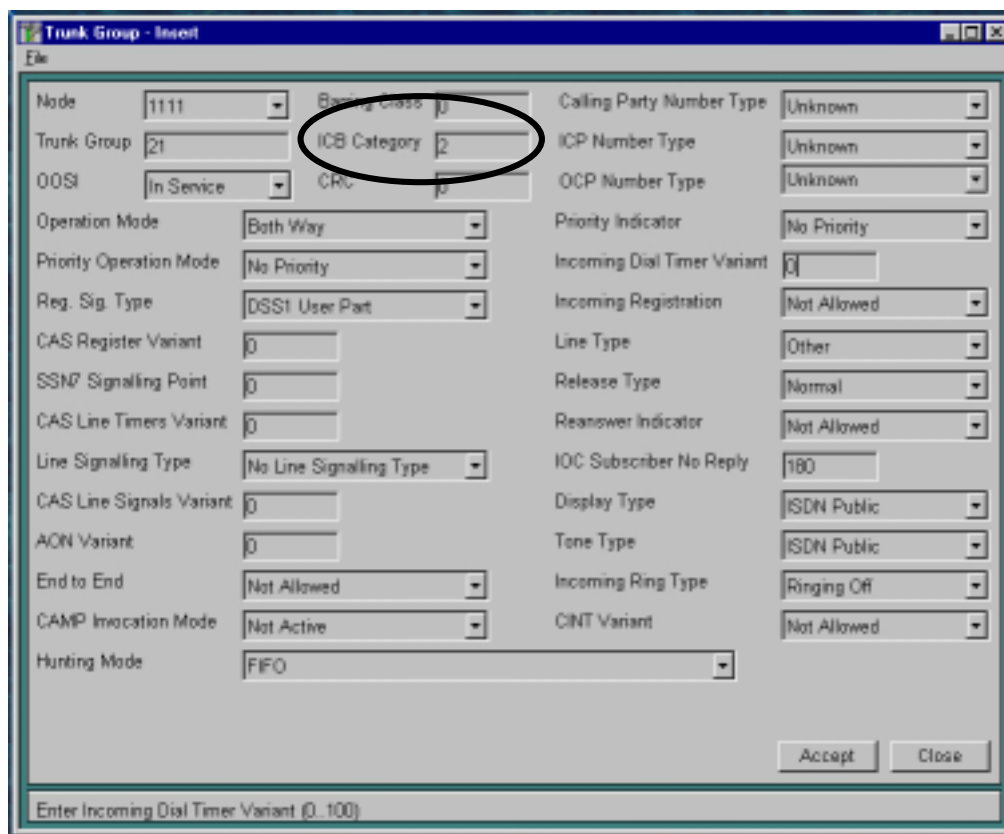 Trunk Group - Insert
File
Node 1111
Barring Class 0
Calling Party Number Type Unknown
Trunk Group 21
ICB Category 2
ICP Number Type Unknown
OOSI In Service
CRC 0
OCP Number Type Unknown
Operation Mode Both Way
Priority Indicator No Priority
Priority Operation Mode No Priority
Incoming Dial Timer Variant 0
Reg. Sig. Type DSS1 User Part
Incoming Registration Not Allowed
CAS Register Variant 0
Line Type Other
SSN7 Signalling Point 0
Release Type Normal
CAS Line Timers Variant 0
Reanswer Indicator Not Allowed
Line Signalling Type No Line Signalling Type
IOC Subscriber No Reply 180
CAS Line Signals Variant 0
Display Type ISDN Public
AON Variant 0
Tone Type ISDN Public
End to End Not Allowed
Incoming Ring Type Ringing Off
CAMP Invocation Mode Not Active
CINT Variant Not Allowed
Hunting Mode FIFO
Accept Close
Enter Incoming Dial Timer Variant (0..100)